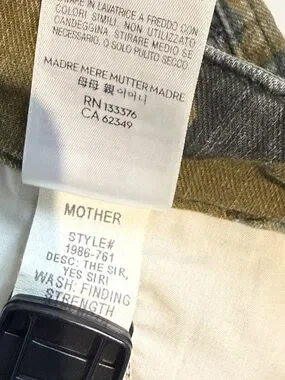 IN LAVATRICE A FREDDO CON
COLORI SIMILI. NON UTILIZZATO
CANDEGGINA. STIRARE MEDIO SE
NECESSARIO, O SOLO PULITO SECCO
MADRE MERE MUTTER MADRE
母母 親 어머니
RN 133376
CA 62349
MOTHER
STYLE#
1986-761
DESC: THE SIR,
YES SIR!
WASH: FINDING
STRENGTH